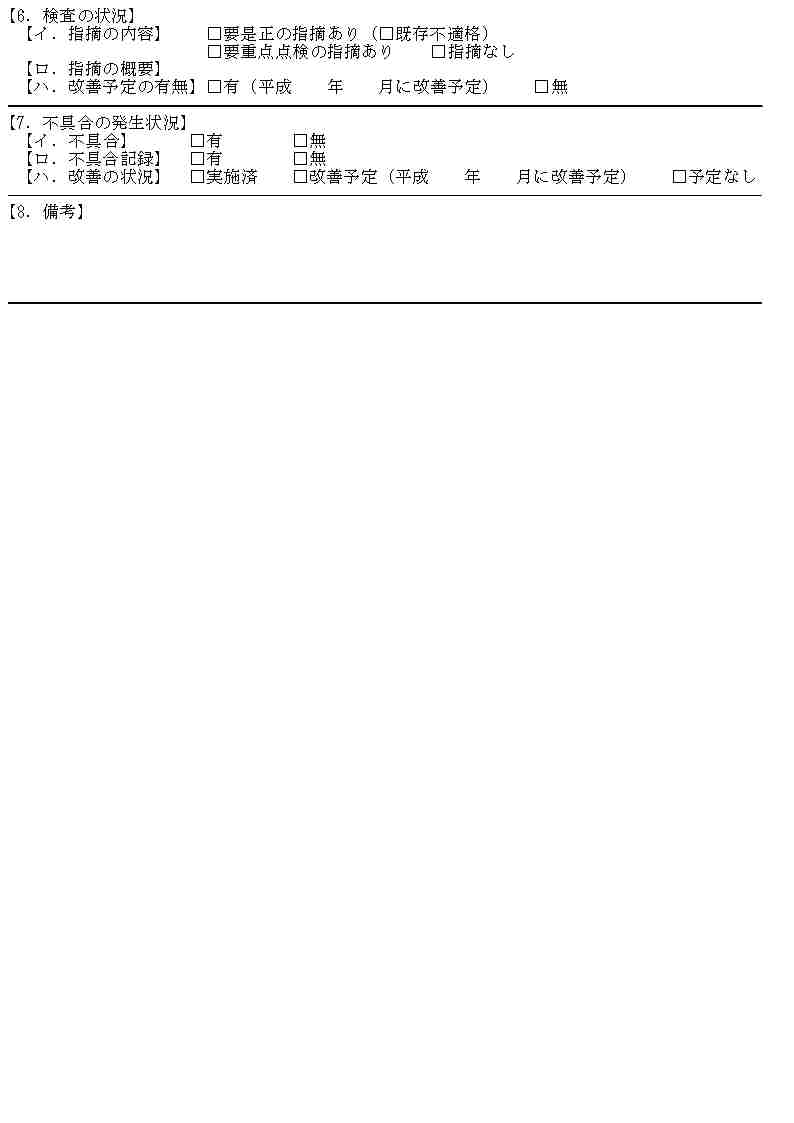 【6．検査の状況】
【イ．指摘の内容】　　□要是正の指摘あり（□既存不適格）
□要重点点検の指摘あり　　□指摘なし
【ロ．指摘の概要】
【ハ．改善予定の有無】□有（平成　　年　　月に改善予定）　　□無
【7．不具合の発生状況】
【イ．不具合】　　　□有　　　　□無
【ロ．不具合記録】　□有　　　　□無
【ハ．改善の状況】　□実施済　　□改善予定（平成　　年　　月に改善予定）　　□予定なし
【8．備考】